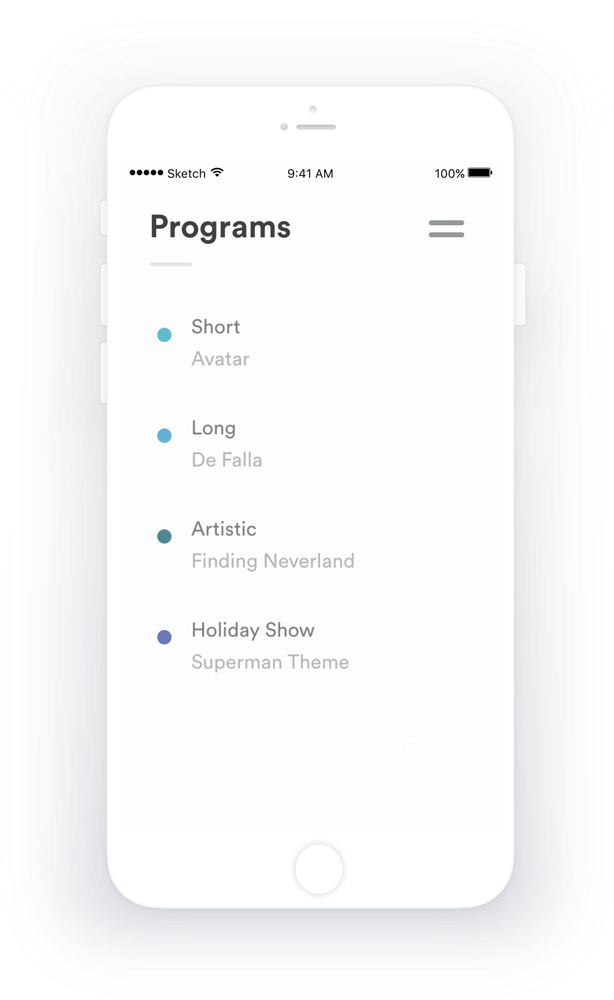 Sketch 9:41 AM 100%
Programs
Short
Avatar
Long
De Falla
Artistic
Finding Neverland
Holiday Show
Superman Theme